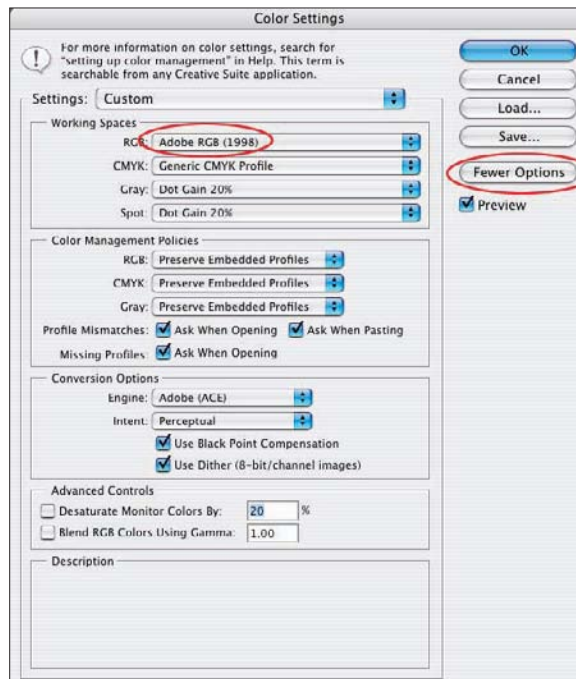 Color Settings
For more information on color settings, search for
"setting up color management" in Help. This term is
searchable from any Creative Suite application.
OK
Cancel
Load...
Save...
Fewer Options
Preview
Settings: Custom
Working Spaces
RGB: Adobe RGB (1998)
CMYK: Generic CMYK Profile
Gray: Dot Gain 20%
Spot: Dot Gain 20%
Color Management Policies
RGB: Preserve Embedded Profiles
CMYK: Preserve Embedded Profiles
Gray: Preserve Embedded Profiles
Profile Mismatches: Ask When Opening Ask When Pasting
Missing Profiles: Ask When Opening
Conversion Options
Engine: Adobe (ACE)
Intent: Perceptual
Use Black Point Compensation
Use Dither (8-bit/channel images)
Advanced Controls
Desaturate Monitor Colors By: 20 %
Blend RGB Colors Using Gamma: 1.00
Description